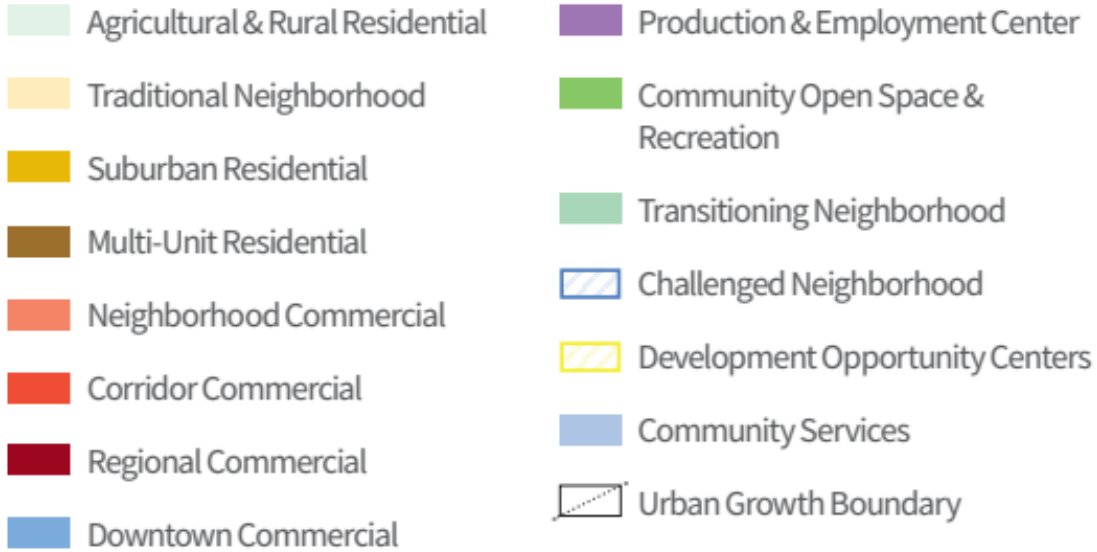 Agricultural & Rural Residential
Traditional Neighborhood
Suburban Residential
Multi-Unit Residential
Neighborhood Commercial
Corridor Commercial
Regional Commercial
Downtown Commercial
Production & Employment Center
Community Open Space &
Recreation
Transitioning Neighborhood
Challenged Neighborhood
Development Opportunity Centers
Community Services
Urban Growth Boundary